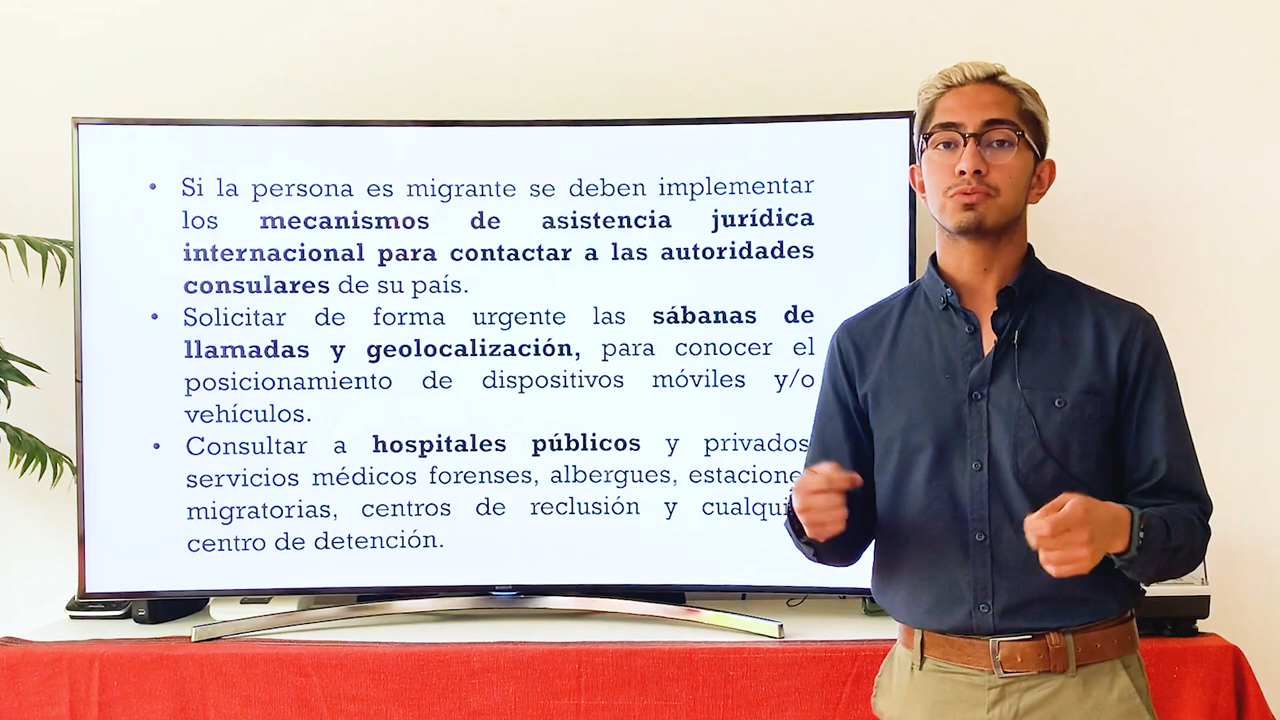 • Si la persona es migrante se deben implementar
los mecanismos de asistencia jurídica
internacional para contactar a las autoridades
consulares de su país.
• Solicitar de forma urgente las sábanas de
llamadas y geolocalización, para conocer el
posicionamiento de dispositivos móviles y/o
vehículos.
• Consultar a hospitales públicos y privados
servicios médicos forenses, albergues,
migratorias, centros de reclusión y
centro de detención.